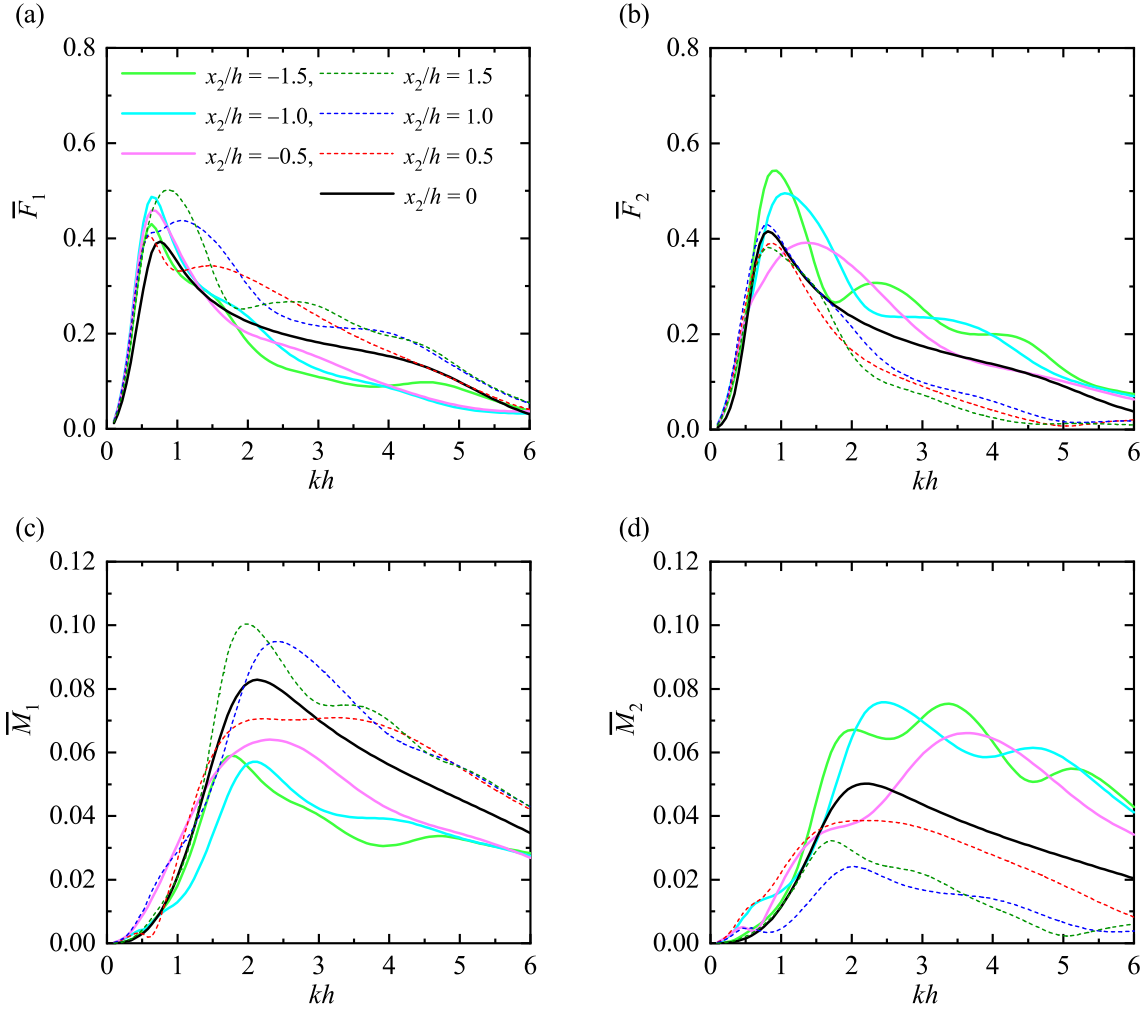 (a)
0.8
0.6
0.4
0.2
0.0
F̅₁
x₂/h = –1.5, x₂/h = 1.5
x₂/h = –1.0, x₂/h = 1.0
x₂/h = –0.5, x₂/h = 0.5
x₂/h = 0
0 1 2 3 4 5 6
kh
(b)
0.8
0.6
0.4
0.2
0.0
F̅₂
0 1 2 3 4 5 6
kh
(c)
0.12
0.10
0.08
0.06
0.04
0.02
0.00
M̅₁
0 1 2 3 4 5 6
kh
(d)
0.12
0.10
0.08
0.06
0.04
0.02
0.00
M̅₂
0 1 2 3 4 5 6
kh